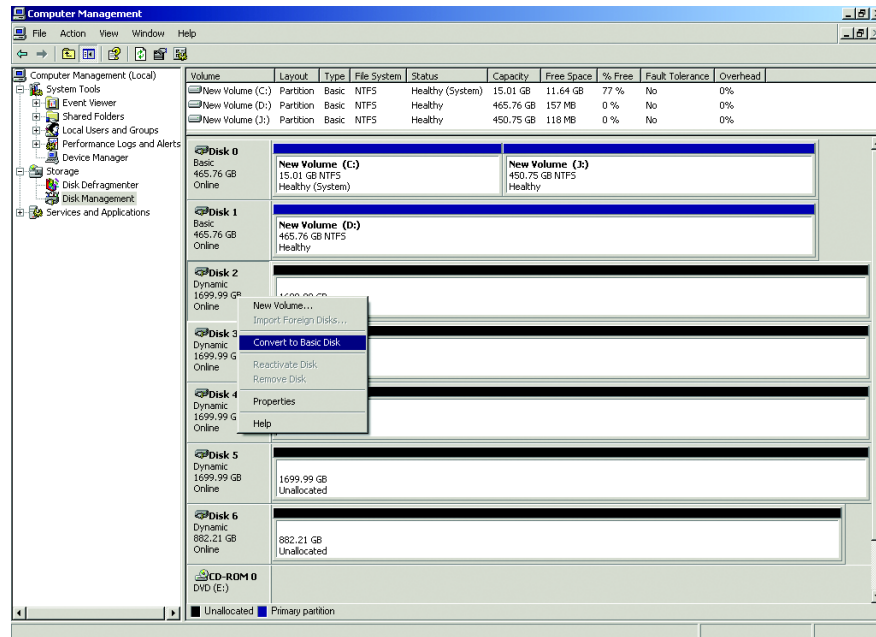 Computer Management
File Action View Window Help
Computer Management (Local)
System Tools
Event Viewer
Shared Folders
Local Users and Groups
Performance Logs and Alerts
Device Manager
Storage
Disk Defragmenter
Disk Management
Services and Applications
Volume Layout Type File System Status Capacity Free Space % Free Fault Tolerance Overhead
New Volume (C:) Partition Basic NTFS Healthy (System) 15.01 GB 11.64 GB 77 % No 0%
New Volume (D:) Partition Basic NTFS Healthy 465.76 GB 157 MB 0 % No 0%
New Volume (J:) Partition Basic NTFS Healthy 450.75 GB 118 MB 0 % No 0%
Disk 0
Basic
465.76 GB
Online
New Volume (C:)
15.01 GB NTFS
Healthy (System)
New Volume (J:)
450.75 GB NTFS
Healthy
Disk 1
Basic
465.76 GB
Online
New Volume (D:)
465.76 GB NTFS
Healthy
Disk 2
Dynamic
1699.99 GB
Online
1699.99 GB
New Volume...
Import Foreign Disks...
Convert to Basic Disk
Reactivate Disk
Remove Disk
Properties
Help
Disk 3
Dynamic
1699.99 G
Online
Disk 4
Dynamic
1699.99 G
Online
Disk 5
Dynamic
1699.99 GB
Online
1699.99 GB
Unallocated
Disk 6
Dynamic
882.21 GB
Online
882.21 GB
Unallocated
CD-ROM 0
DVD (E:)
Unallocated Primary partition